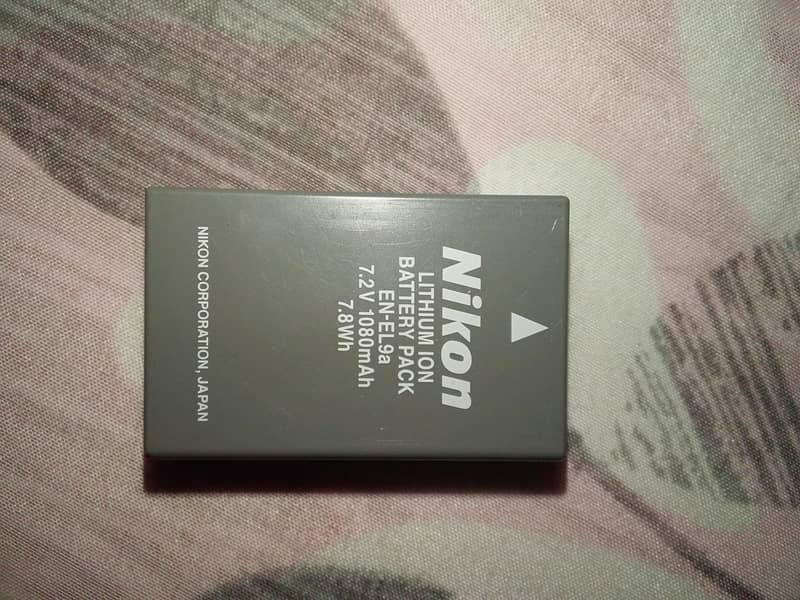 Nikon
LITHIUM ION
BATTERY PACK
EN-EL9a
7.2V 1080mAh
7.8Wh
NIKON CORPORATION, JAPAN